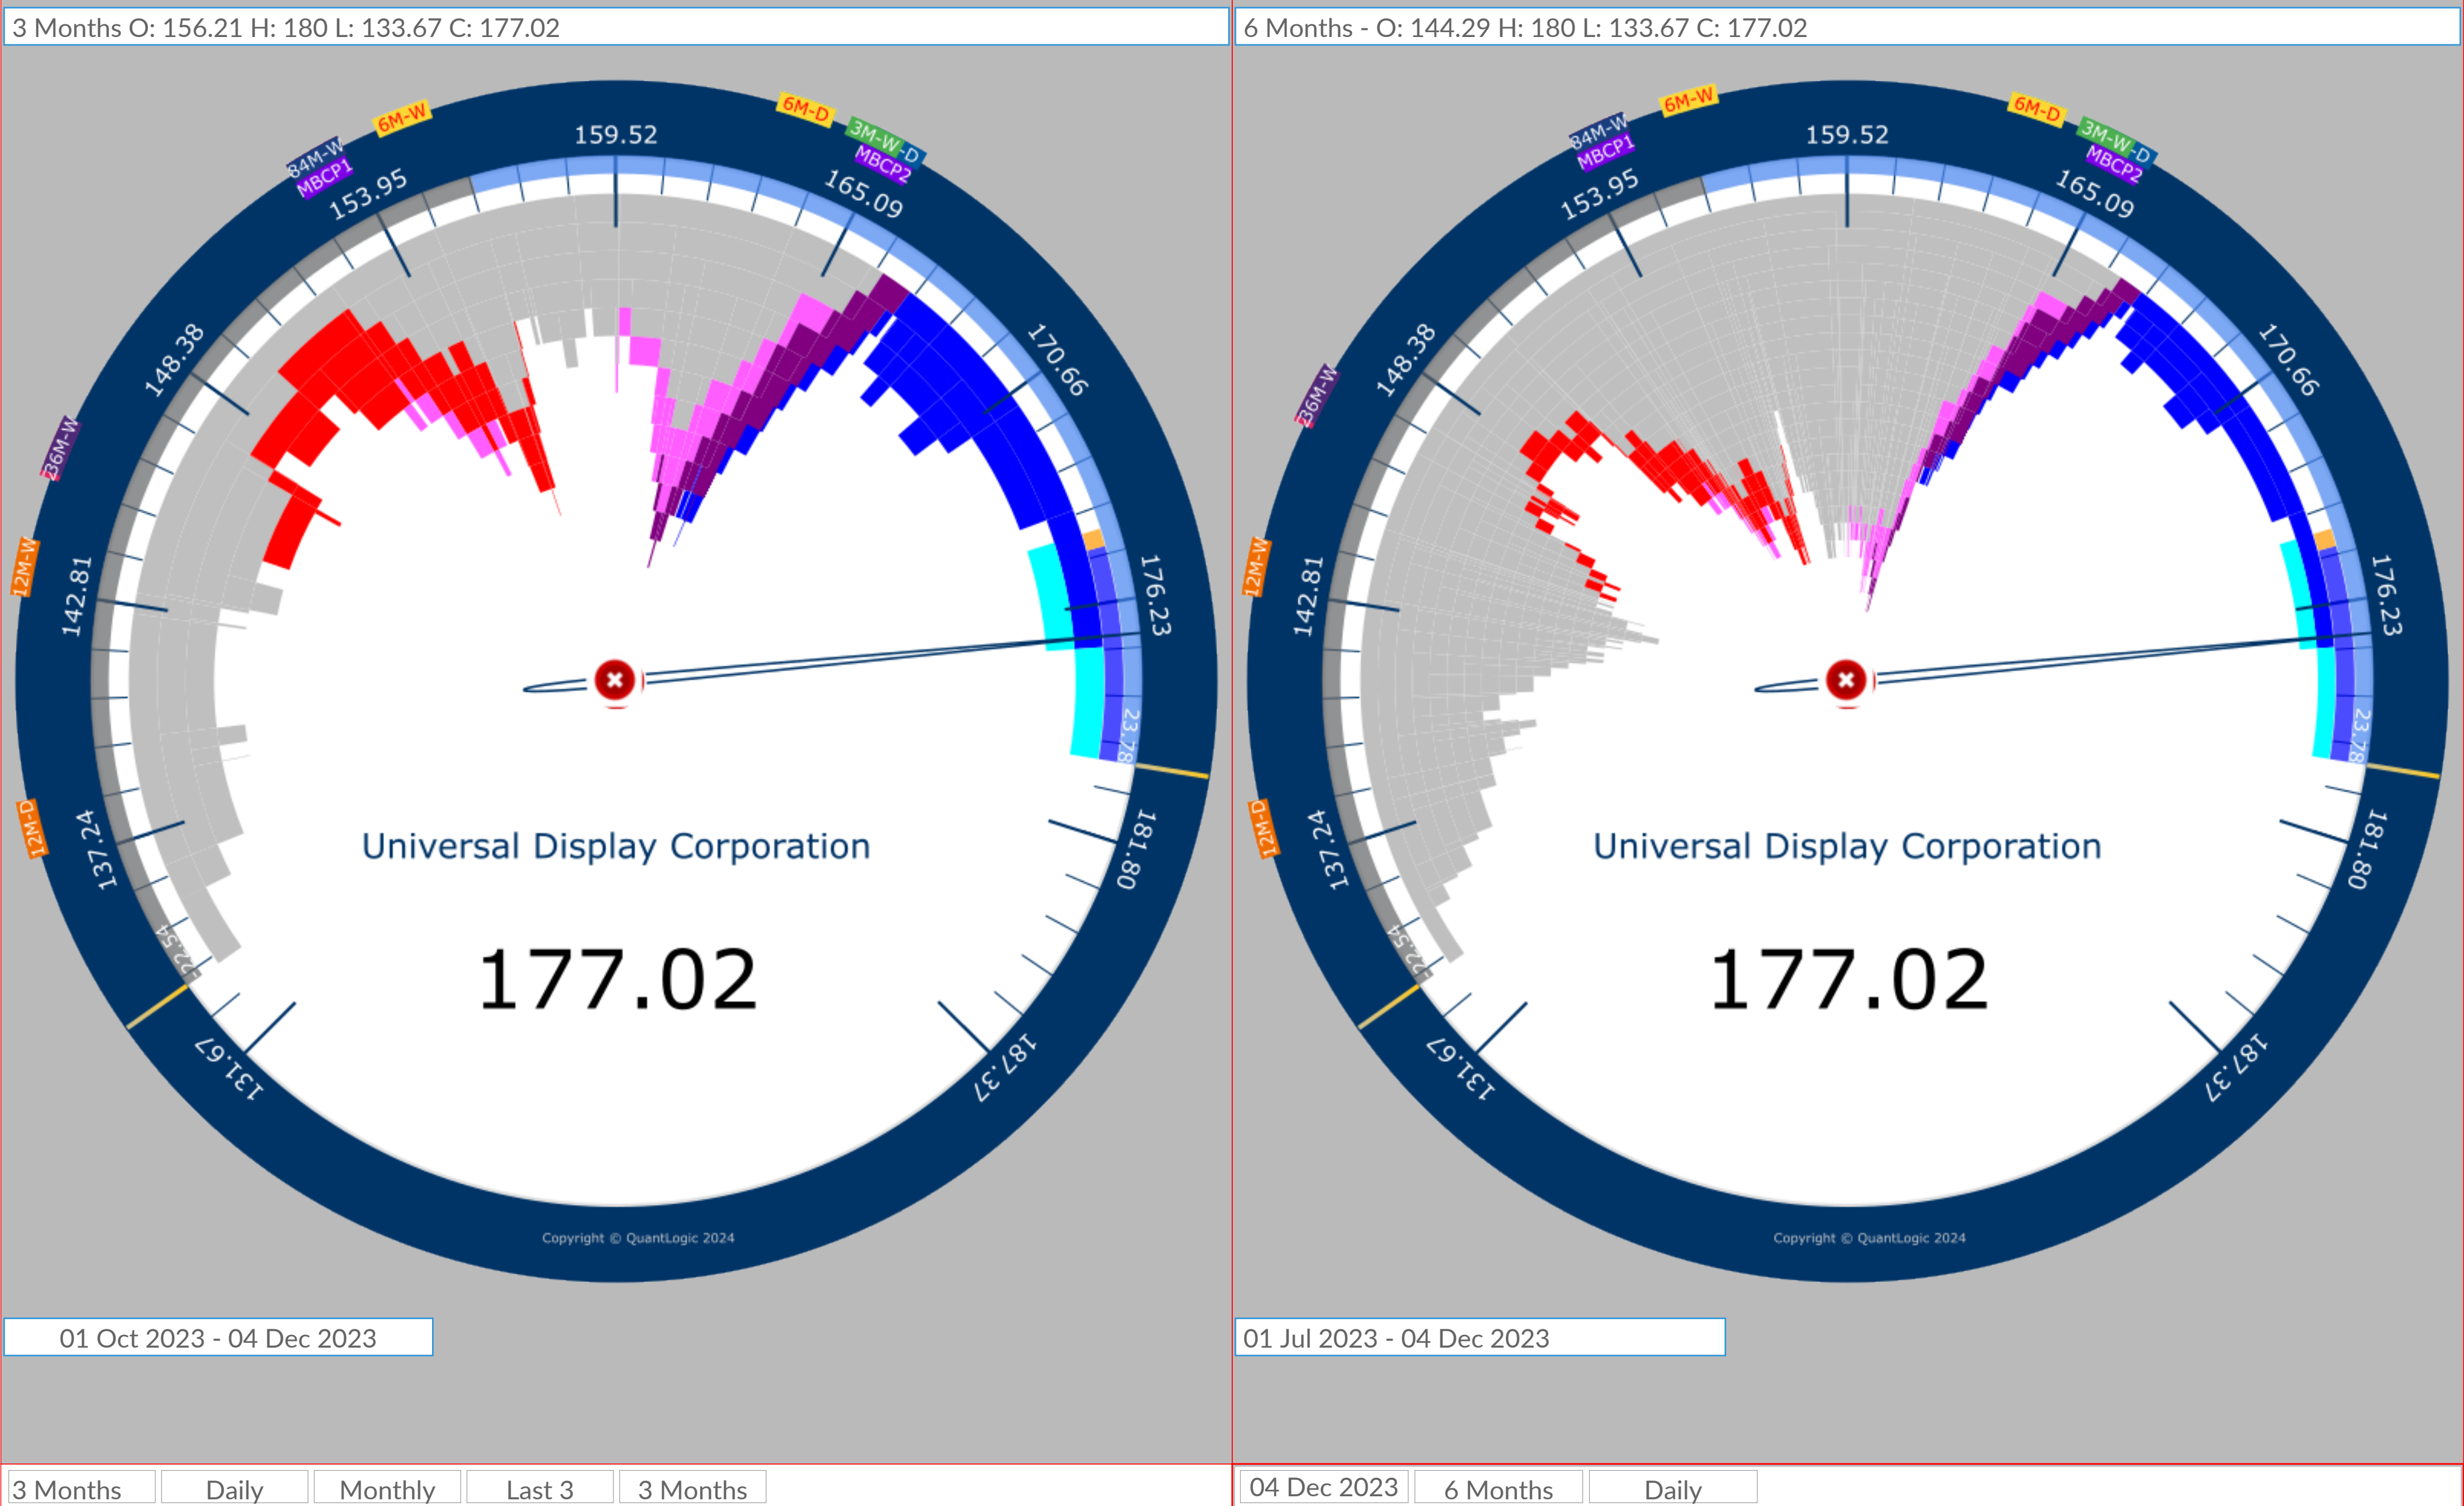 3 Months O: 156.21 H: 180 L: 133.67 C: 177.02
6M-W
6M-D
3M-W-D
MBCP2
84M-W
MBCP1
159.52
153.95
165.09
148.38
170.66
36M-W
12M-W
142.81
176.23
23.78
12M-D
137.24
181.80
131.67
187.37
Universal Display Corporation
177.02
Copyright © QuantLogic 2024
01 Oct 2023 - 04 Dec 2023
3 Months
Daily
Monthly
Last 3
3 Months
6 Months - O: 144.29 H: 180 L: 133.67 C: 177.02
6M-W
6M-D
3M-W-D
MBCP2
84M-W
MBCP1
159.52
153.95
165.09
148.38
170.66
36M-W
12M-W
142.81
176.23
23.78
12M-D
137.24
181.80
131.67
187.37
Universal Display Corporation
177.02
Copyright © QuantLogic 2024
01 Jul 2023 - 04 Dec 2023
04 Dec 2023
6 Months
Daily